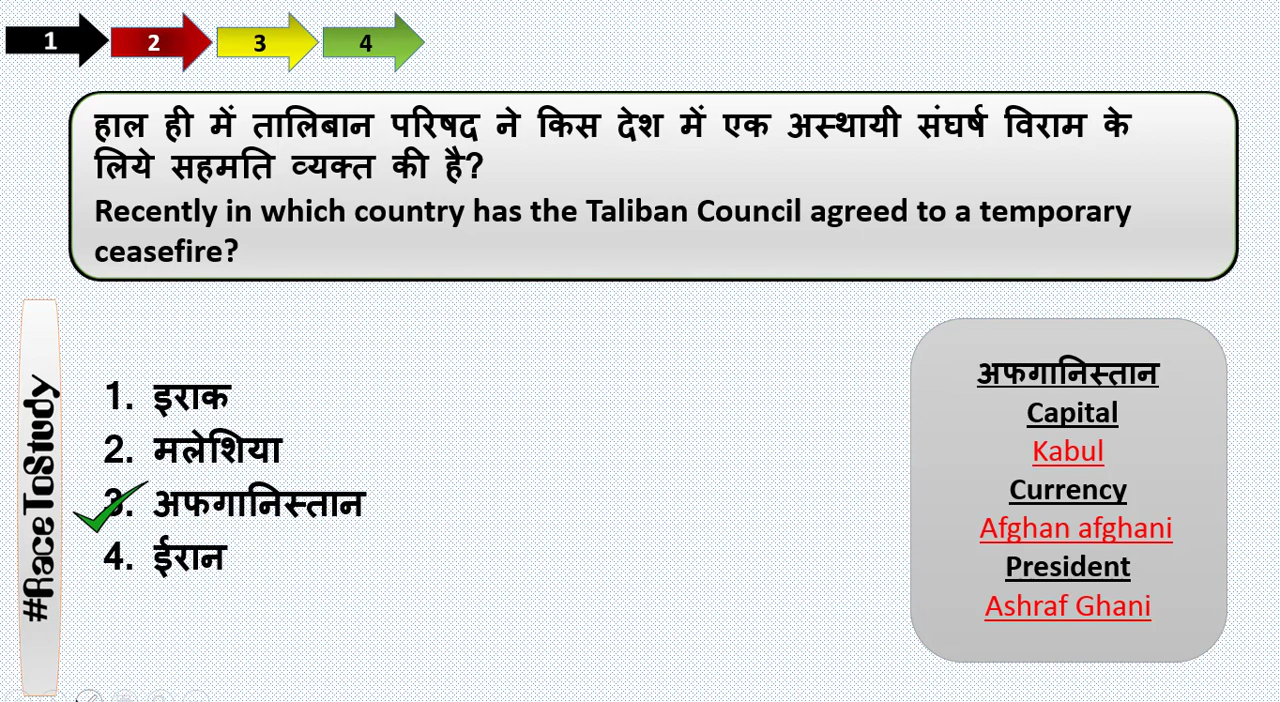 1 2 3 4
हाल ही में तालिबान परिषद ने किस देश में एक अस्थायी संघर्ष विराम के
लिये सहमति व्यक्त की है?
Recently in which country has the Taliban Council agreed to a temporary
ceasefire?
#RaceToStudy
1. इराक
2. मलेशिया
3. अफगानिस्तान
4. ईरान
अफगानिस्तान
Capital
Kabul
Currency
Afghan afghani
President
Ashraf Ghani